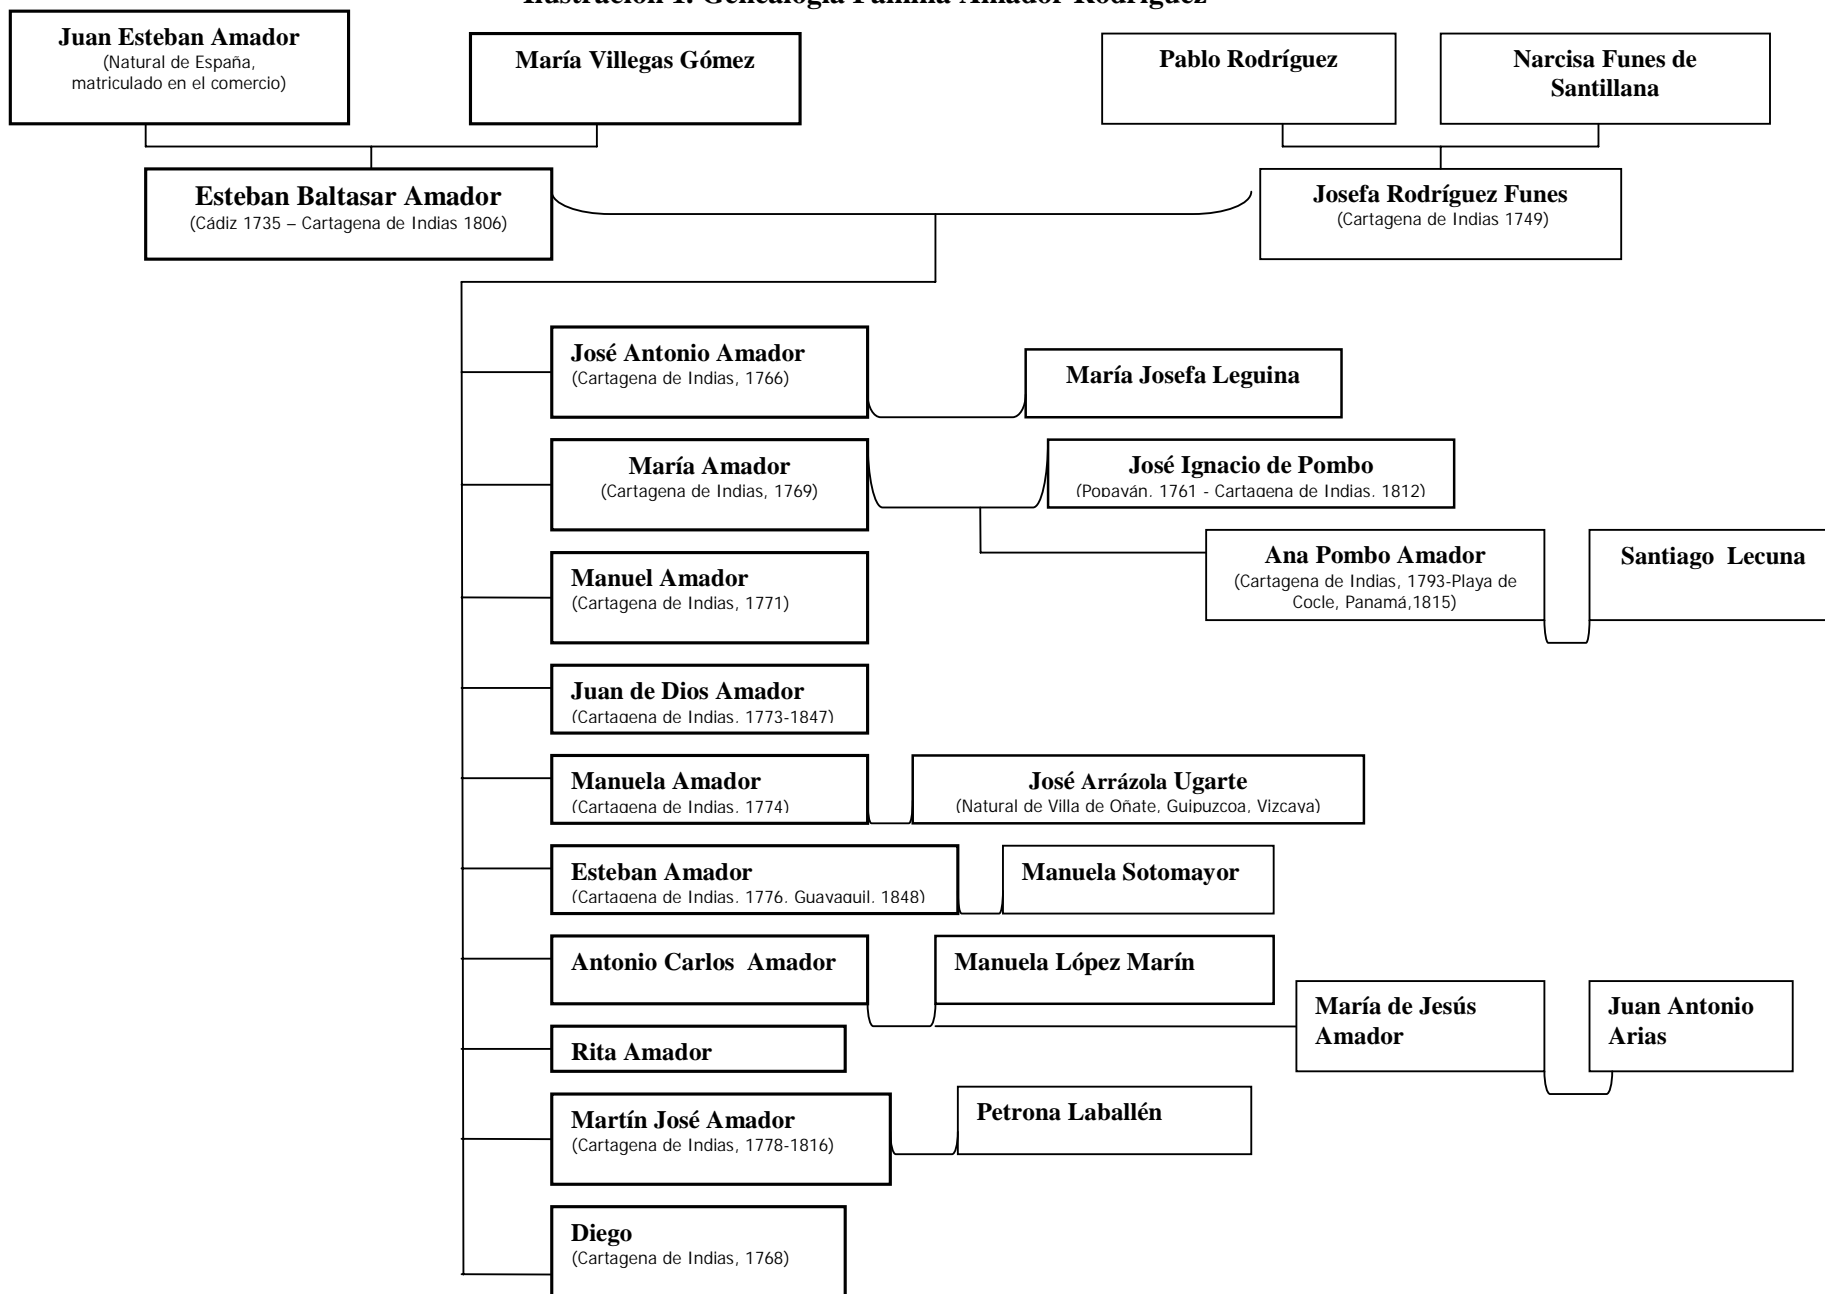 Ilustración 1. Genealogía Familia Amador Rodríguez
Juan Esteban Amador
(Natural de España,
matriculado en el comercio)
María Villegas Gómez
Pablo Rodríguez
Narcisa Funes de
Santillana
Esteban Baltasar Amador
(Cádiz 1735 – Cartagena de Indias 1806)
Josefa Rodríguez Funes
(Cartagena de Indias 1749)
José Antonio Amador
(Cartagena de Indias, 1766)
María Josefa Leguina
María Amador
(Cartagena de Indias, 1769)
José Ignacio de Pombo
(Popayán, 1761 - Cartagena de Indias, 1812)
Ana Pombo Amador
(Cartagena de Indias, 1793-Playa de
Cocle, Panamá,1815)
Santiago Lecuna
Manuel Amador
(Cartagena de Indias, 1771)
Juan de Dios Amador
(Cartagena de Indias, 1773-1847)
Manuela Amador
(Cartagena de Indias, 1774)
José Arrázola Ugarte
(Natural de Villa de Oñate, Guipuzcoa, Vizcaya)
Esteban Amador
(Cartagena de Indias, 1776, Guayaquil, 1848)
Manuela Sotomayor
Antonio Carlos Amador
Manuela López Marín
María de Jesús
Amador
Juan Antonio
Arias
Rita Amador
Martín José Amador
(Cartagena de Indias, 1778-1816)
Petrona Laballén
Diego
(Cartagena de Indias, 1768)